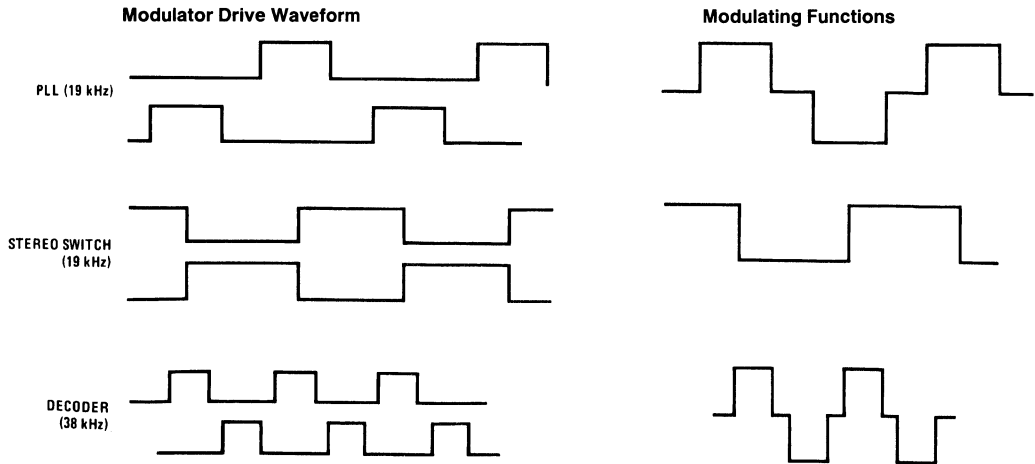 Modulator Drive Waveform
Modulating Functions
PLL (19 kHz)
STEREO SWITCH
(19 kHz)
DECODER
(38 kHz)